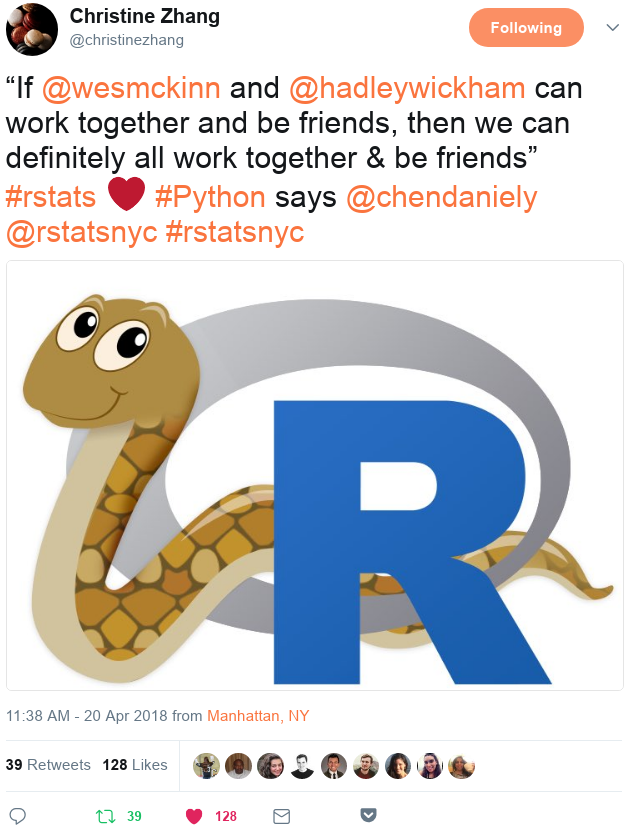 Christine Zhang
@christinezhang
Following
“If @wesmckinn and @hadleywickham can
work together and be friends, then we can
definitely all work together & be friends”
#rstats ❤ #Python says @chendaniely
@rstatsnyc #rstatsnyc
R
11:38 AM - 20 Apr 2018 from Manhattan, NY
39 Retweets 128 Likes
39 128